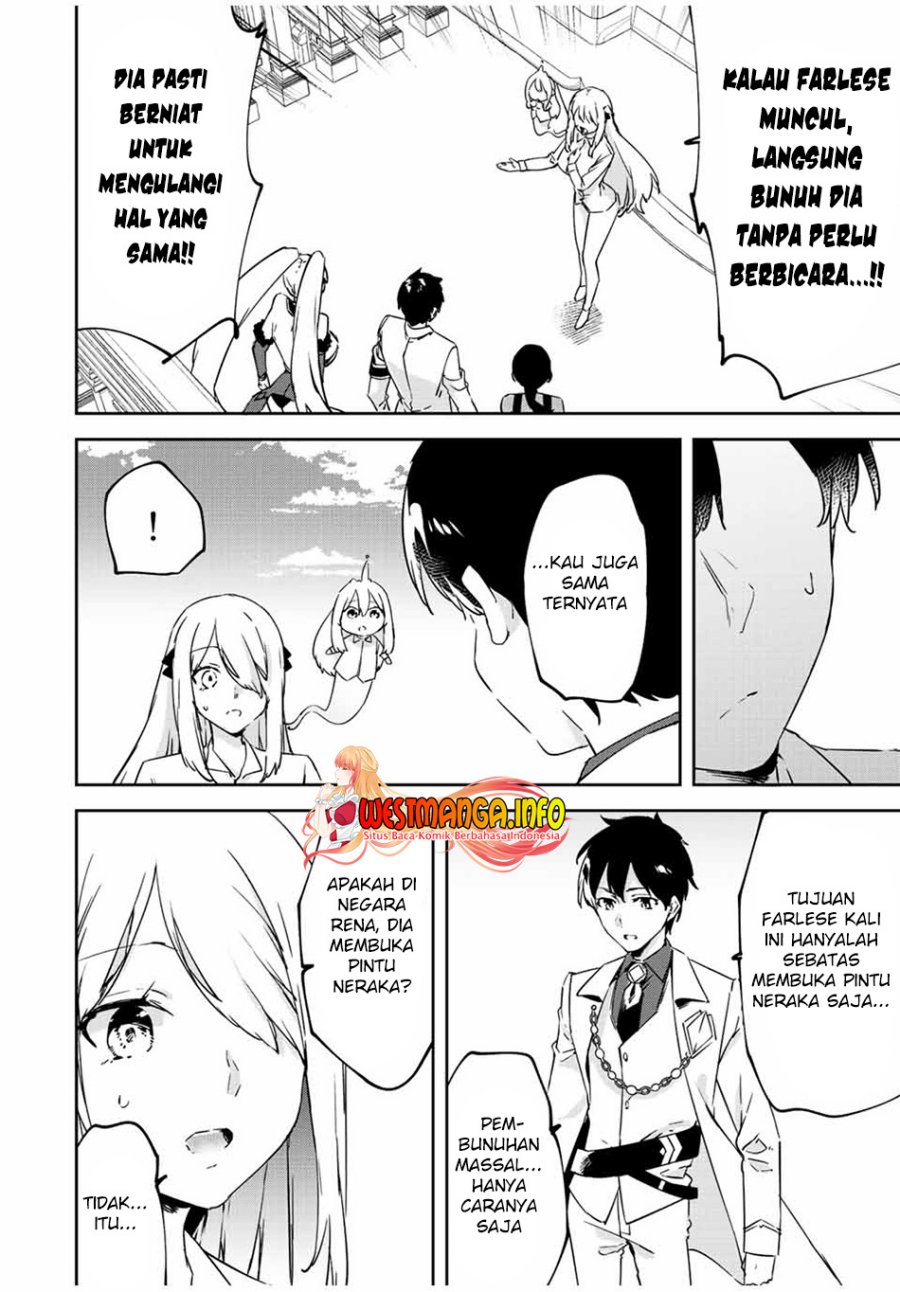 KALAU FARLESE
MUNCUL,
LANGSUNG
BUNUH DIA
TANPA PERLU
BERBICARA...!!
DIA PASTI
BERNIAT
UNTUK
MENGULANGI
HAL YANG
SAMA!!
...KAU JUGA
SAMA
TERNYATA
!
WESTMANGA.INFO
Situs Baca Komik Berbahasa Indonesia
TUJUAN
FARLESE KALI
INI HANYALAH
SEBATAS
MEMBUKA PINTU
NERAKA SAJA...
PEM-
BUNUHAN
MASSAL...
HANYA
CARANYA
SAJA
APAKAH DI
NEGARA
RENA, DIA
MEMBUKA
PINTU
NERAKA?
TIDAK...
ITU...